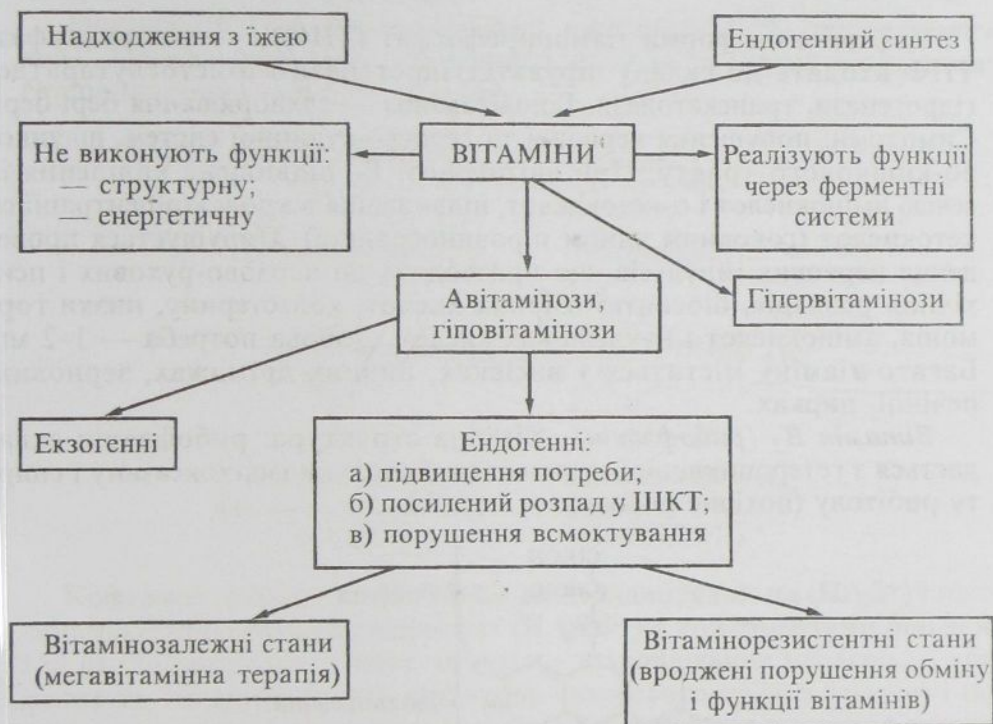 Надходження з їжею
Ендогенний синтез
Не виконують функції:
— структурну;
— енергетичну
ВІТАМІНИ
Реалізують функції
через ферментні
системи
Авітамінози,
гіповітамінози
Гіпервітамінози
Екзогенні
Ендогенні:
а) підвищення потреби;
б) посилений розпад у ШКТ;
в) порушення всмоктування
Вітамінозалежні стани
(мегавітамінна терапія)
Вітамінорезистентні стани
(вроджені порушення обміну
і функції вітамінів)